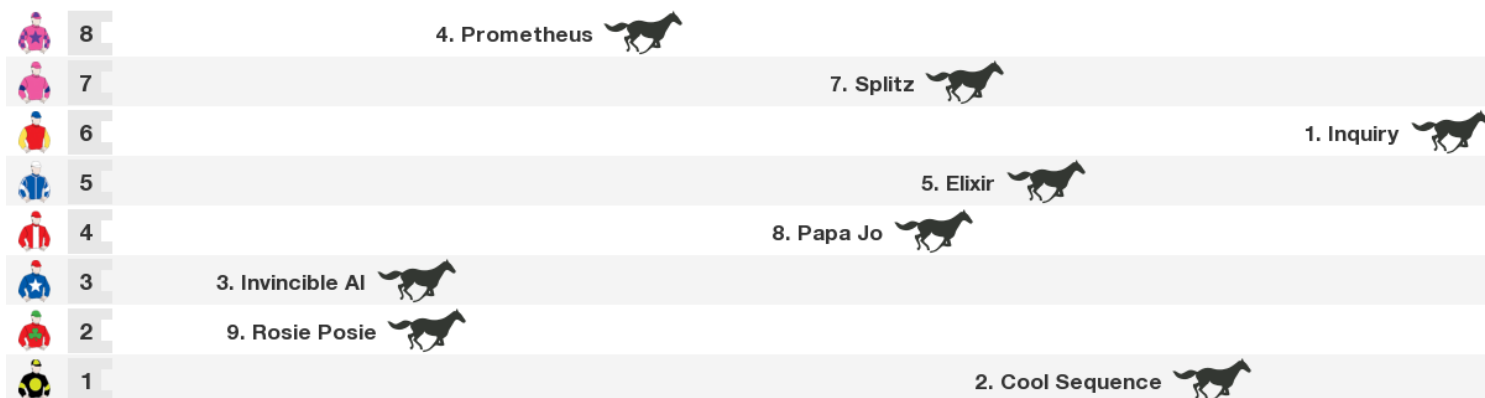 8 4. Prometheus
7 7. Splitz
6 1. Inquiry
5 5. Elixir
4 8. Papa Jo
3 3. Invincible Al
2 9. Rosie Posie
1 2. Cool Sequence